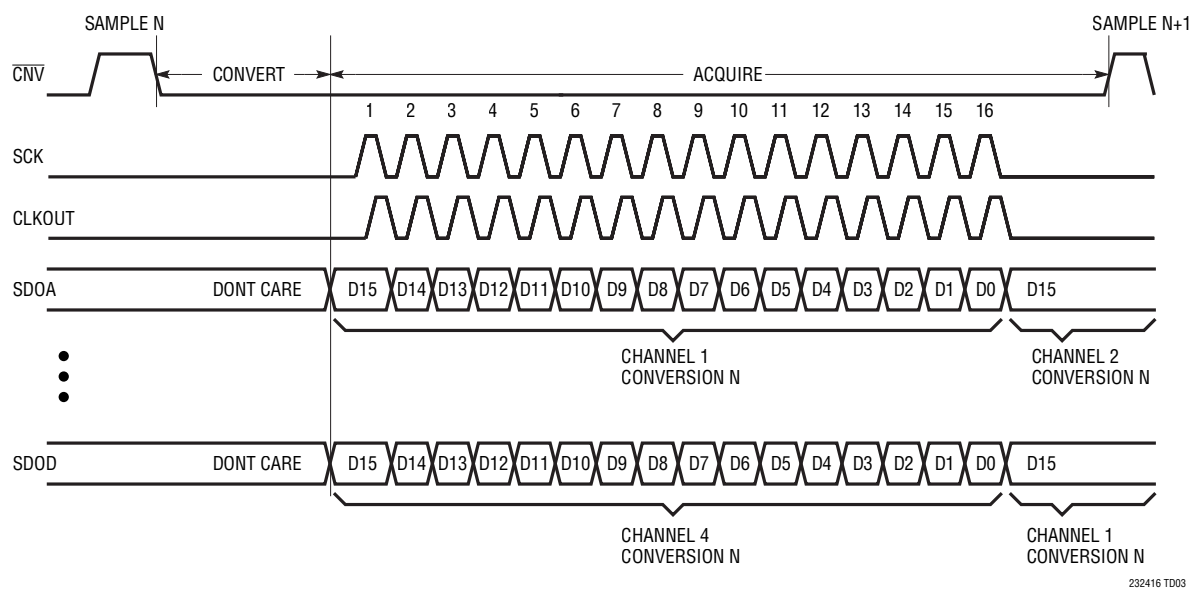 SAMPLE N
SAMPLE N+1
CNV
CONVERT
ACQUIRE
1 2 3 4 5 6 7 8 9 10 11 12 13 14 15 16
SCK
CLKOUT
SDOA
DONT CARE
D15 D14 D13 D12 D11 D10 D9 D8 D7 D6 D5 D4 D3 D2 D1 D0 D15
CHANNEL 1
CONVERSION N
CHANNEL 2
CONVERSION N
SDOD
DONT CARE
D15 D14 D13 D12 D11 D10 D9 D8 D7 D6 D5 D4 D3 D2 D1 D0 D15
CHANNEL 4
CONVERSION N
CHANNEL 1
CONVERSION N
232416 TD03